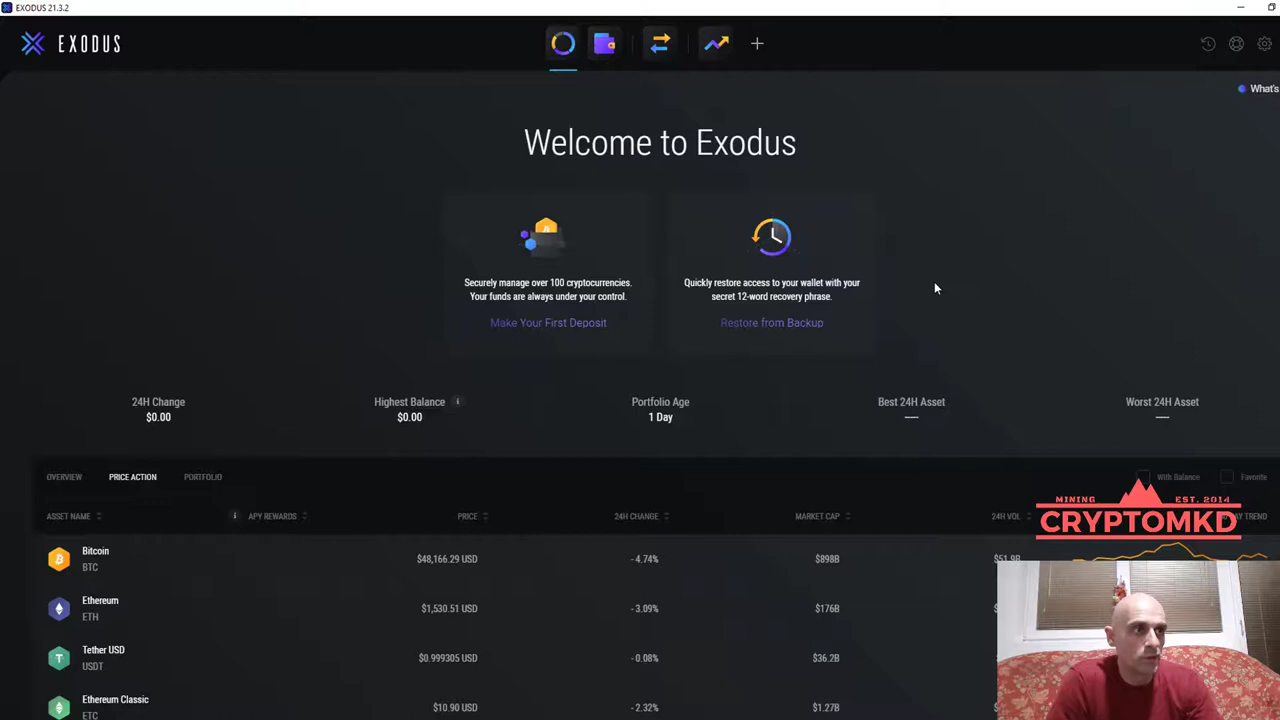 EXODUS 21.3.2
EXODUS
What's
Welcome to Exodus
Securely manage over 100 cryptocurrencies.
Your funds are always under your control.
Make Your First Deposit
Quickly restore access to your wallet with your
secret 12-word recovery phrase.
Restore from Backup
24H Change
$0.00
Highest Balance
$0.00
Portfolio Age
1 Day
Best 24H Asset
Worst 24H Asset
OVERVIEW PRICE ACTION PORTFOLIO With Balance Favorite
MINING EST. 2014
CRYPTOMKD
ASSET NAME APY REWARDS PRICE 24H CHANGE MARKET CAP 24H VOL TREND
Bitcoin
BTC
$48,166.29 USD -4.74% $898B $51.9B
Ethereum
ETH
$1,530.51 USD -3.09% $176B
Tether USD
USDT
$0.999305 USD -0.08% $36.2B
Ethereum Classic
ETC
$10.90 USD -2.32% $1.27B